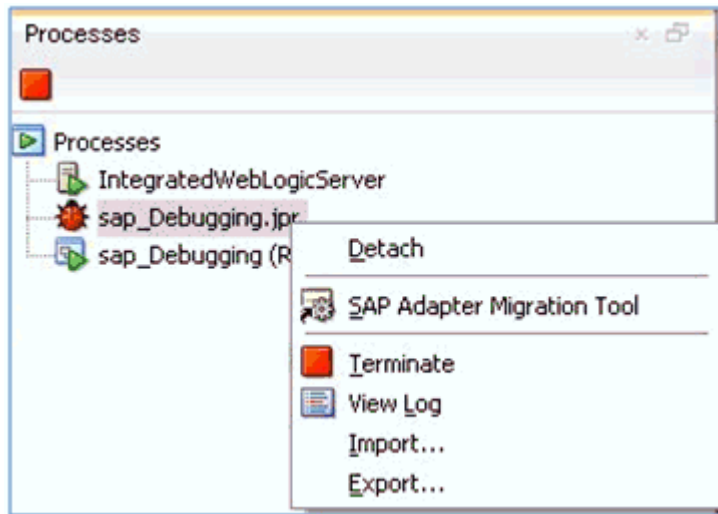 Processes
Processes
IntegratedWebLogicServer
sap_Debugging.jpr
sap_Debugging (R
Detach
SAP Adapter Migration Tool
Terminate
View Log
Import...
Export...